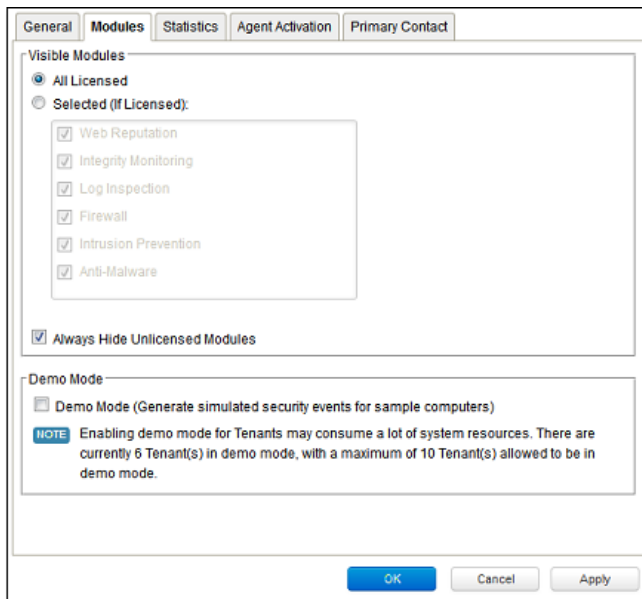 General Modules Statistics Agent Activation Primary Contact
Visible Modules
All Licensed
Selected (If Licensed):
Web Reputation
Integrity Monitoring
Log Inspection
Firewall
Intrusion Prevention
Anti-Malware
Always Hide Unlicensed Modules
Demo Mode
Demo Mode (Generate simulated security events for sample computers)
NOTE Enabling demo mode for Tenants may consume a lot of system resources. There are
currently 6 Tenant(s) in demo mode, with a maximum of 10 Tenant(s) allowed to be in
demo mode.
OK Cancel Apply